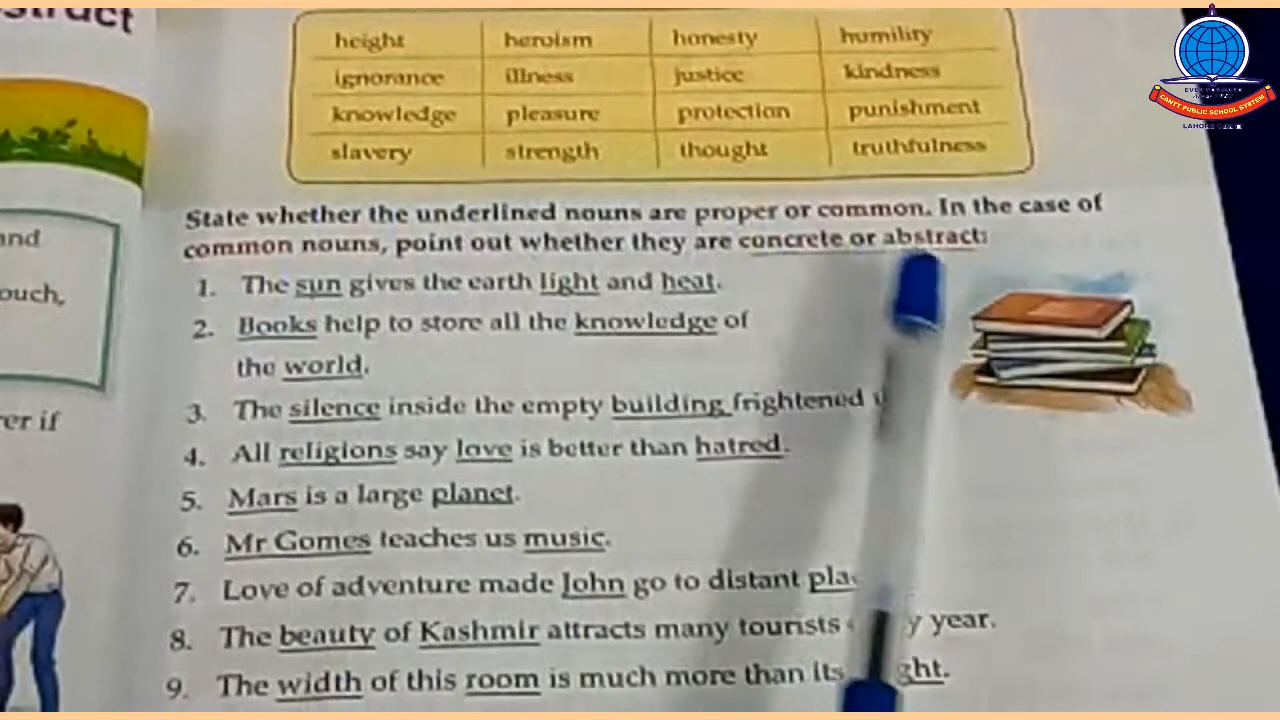 height heroism honesty humility
ignorance illness justice kindness
knowledge pleasure protection punishment
slavery strength thought truthfulness
State whether the underlined nouns are proper or common. In the case of
common nouns, point out whether they are concrete or abstract:
1. The sun gives the earth light and heat.
2. Books help to store all the knowledge of
the world.
3. The silence inside the empty building frightened
4. All religions say love is better than hatred.
5. Mars is a large planet.
6. Mr Gomes teaches us music.
7. Love of adventure made John go to distant
8. The beauty of Kashmir attracts many tourists year.
9. The width of this room is much more than its
and
ouch,
er if
CANTT PUBLIC SCHOOL SYSTEM